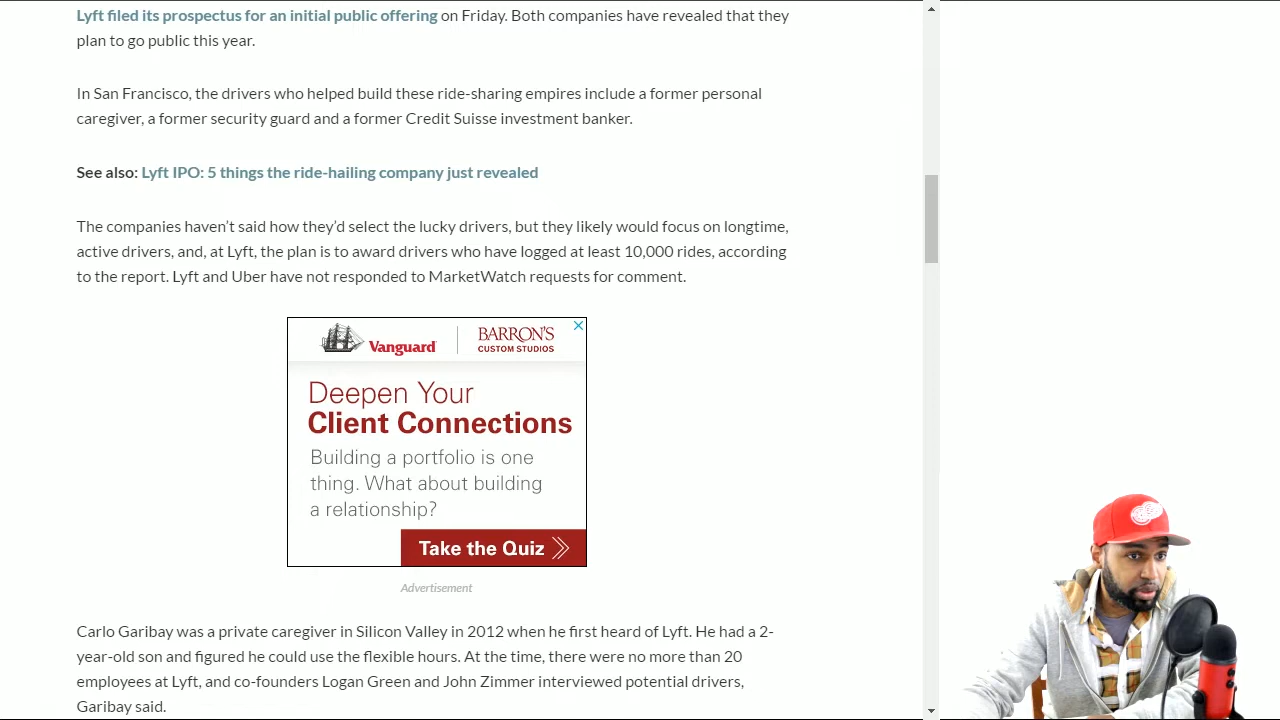 Lyft filed its prospectus for an initial public offering on Friday. Both companies have revealed that they
plan to go public this year.
In San Francisco, the drivers who helped build these ride-sharing empires include a former personal
caregiver, a former security guard and a former Credit Suisse investment banker.
See also: Lyft IPO: 5 things the ride-hailing company just revealed
The companies haven’t said how they’d select the lucky drivers, but they likely would focus on longtime,
active drivers, and, at Lyft, the plan is to award drivers who have logged at least 10,000 rides, according
to the report. Lyft and Uber have not responded to MarketWatch requests for comment.
Vanguard
BARRON'S
CUSTOM STUDIOS
Deepen Your
Client Connections
Building a portfolio is one
thing. What about building
a relationship?
Take the Quiz
Advertisement
Carlo Garibay was a private caregiver in Silicon Valley in 2012 when he first heard of Lyft. He had a 2-
year-old son and figured he could use the flexible hours. At the time, there were no more than 20
employees at Lyft, and co-founders Logan Green and John Zimmer interviewed potential drivers,
Garibay said.